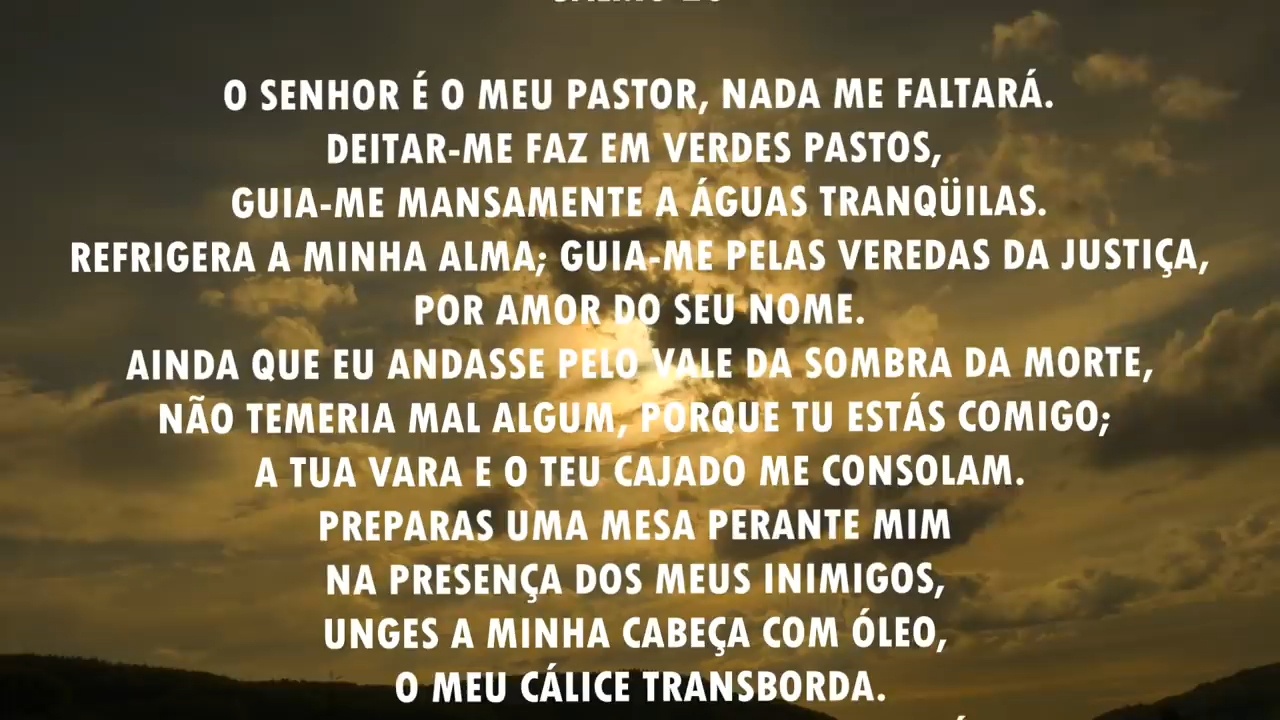 O SENHOR É O MEU PASTOR, NADA ME FALTARÁ.
DEITAR-ME FAZ EM VERDES PASTOS,
GUIA-ME MANSAMENTE A ÁGUAS TRANQÜILAS.
REFRIGERA A MINHA ALMA; GUIA-ME PELAS VEREDAS DA JUSTIÇA,
POR AMOR DO SEU NOME.
AINDA QUE EU ANDASSE PELO VALE DA SOMBRA DA MORTE,
NÃO TEMERIA MAL ALGUM, PORQUE TU ESTÁS COMIGO;
A TUA VARA E O TEU CAJADO ME CONSOLAM.
PREPARAS UMA MESA PERANTE MIM
NA PRESENÇA DOS MEUS INIMIGOS,
UNGES A MINHA CABEÇA COM ÓLEO,
O MEU CÁLICE TRANSBORDA.